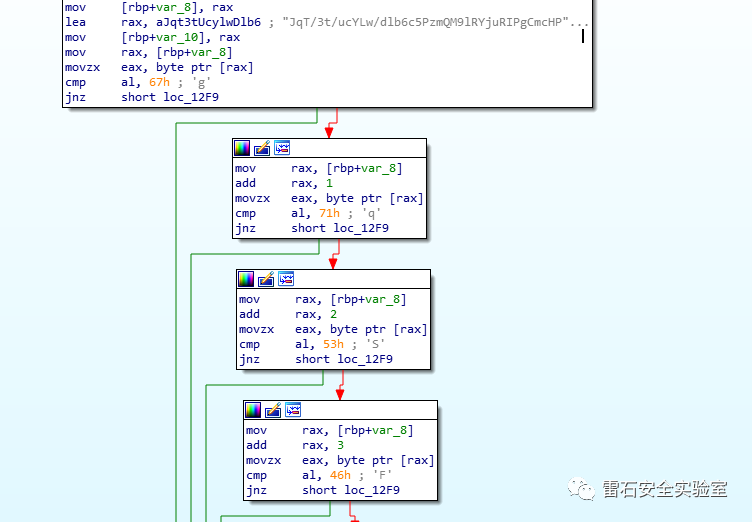 mov     [rbp+var_8], rax
lea     rax, aJqt3tUcylwDlb6 ; "JqT/3t/ucYLw/dlb6c5PzmQM9lRYjuRIPgCmcHP"...
mov     [rbp+var_10], rax
mov     rax, [rbp+var_8]
movzx   eax, byte ptr [rax]
cmp     al, 67h ; 'g'
jnz     short loc_12F9
mov     rax, [rbp+var_8]
add     rax, 1
movzx   eax, byte ptr [rax]
cmp     al, 71h ; 'q'
jnz     short loc_12F9
mov     rax, [rbp+var_8]
add     rax, 2
movzx   eax, byte ptr [rax]
cmp     al, 53h ; 'S'
jnz     short loc_12F9
mov     rax, [rbp+var_8]
add     rax, 3
movzx   eax, byte ptr [rax]
cmp     al, 46h ; 'F'
jnz     short loc_12F9
雷石安全实验室